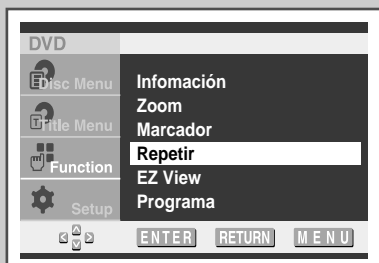 DVD
Disc Menu
Title Menu
Function
Setup
Infomación
Zoom
Marcador
Repetir
EZ View
Programa
ENTER RETURN MENU